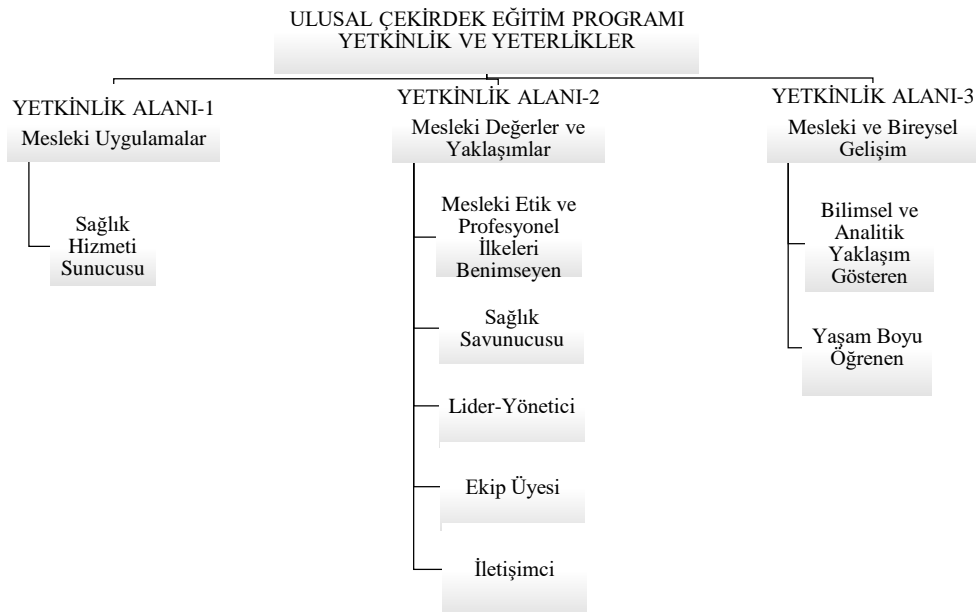 ULUSAL ÇEKİRDEK EĞİTİM PROGRAMI
YETKİNLİK VE YETERLİKLER
YETKİNLİK ALANI-1
Mesleki Uygulamalar
Sağlık
Hizmeti
Sunucusu
YETKİNLİK ALANI-2
Mesleki Değerler ve
Yaklaşımlar
Mesleki Etik ve
Profesyonel
İlkeleri
Benimseyen
Sağlık
Savunucusu
Lider-Yönetici
Ekip Üyesi
İletişimci
YETKİNLİK ALANI-3
Mesleki ve Bireysel
Gelişim
Bilimsel ve
Analitik
Yaklaşım
Gösteren
Yaşam Boyu
Öğrenen